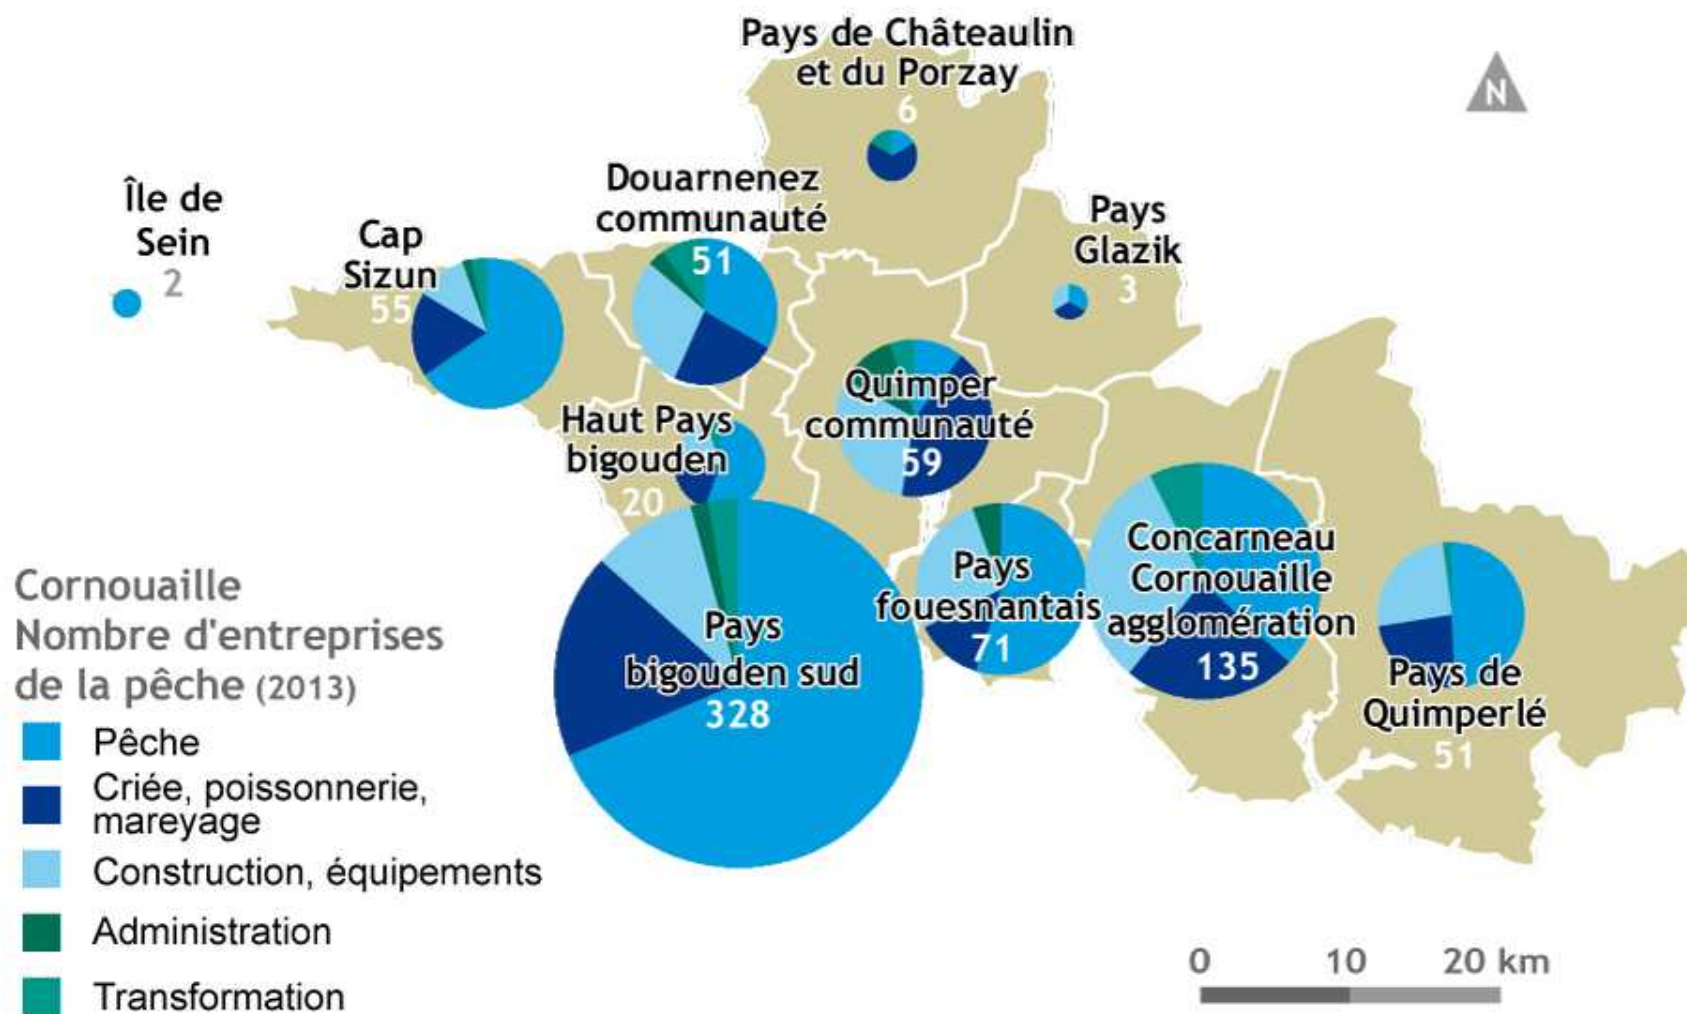 Pays de Châteaulin
et du Porzay
6
N
Île de
Sein
2
Cap
Sizun
55
Douarnenez
communauté
51
Pays
Glazik
3
Quimper
communauté
59
Haut Pays
bigouden
20
Pays
bigouden sud
328
Pays
fouesnantais
71
Concarneau
Cornouaille
agglomération
135
Pays de
Quimperlé
51
Cornouaille
Nombre d'entreprises
de la pêche (2013)
Pêche
Criée, poissonnerie,
mareyage
Construction, équipements
Administration
Transformation
0 10 20 km